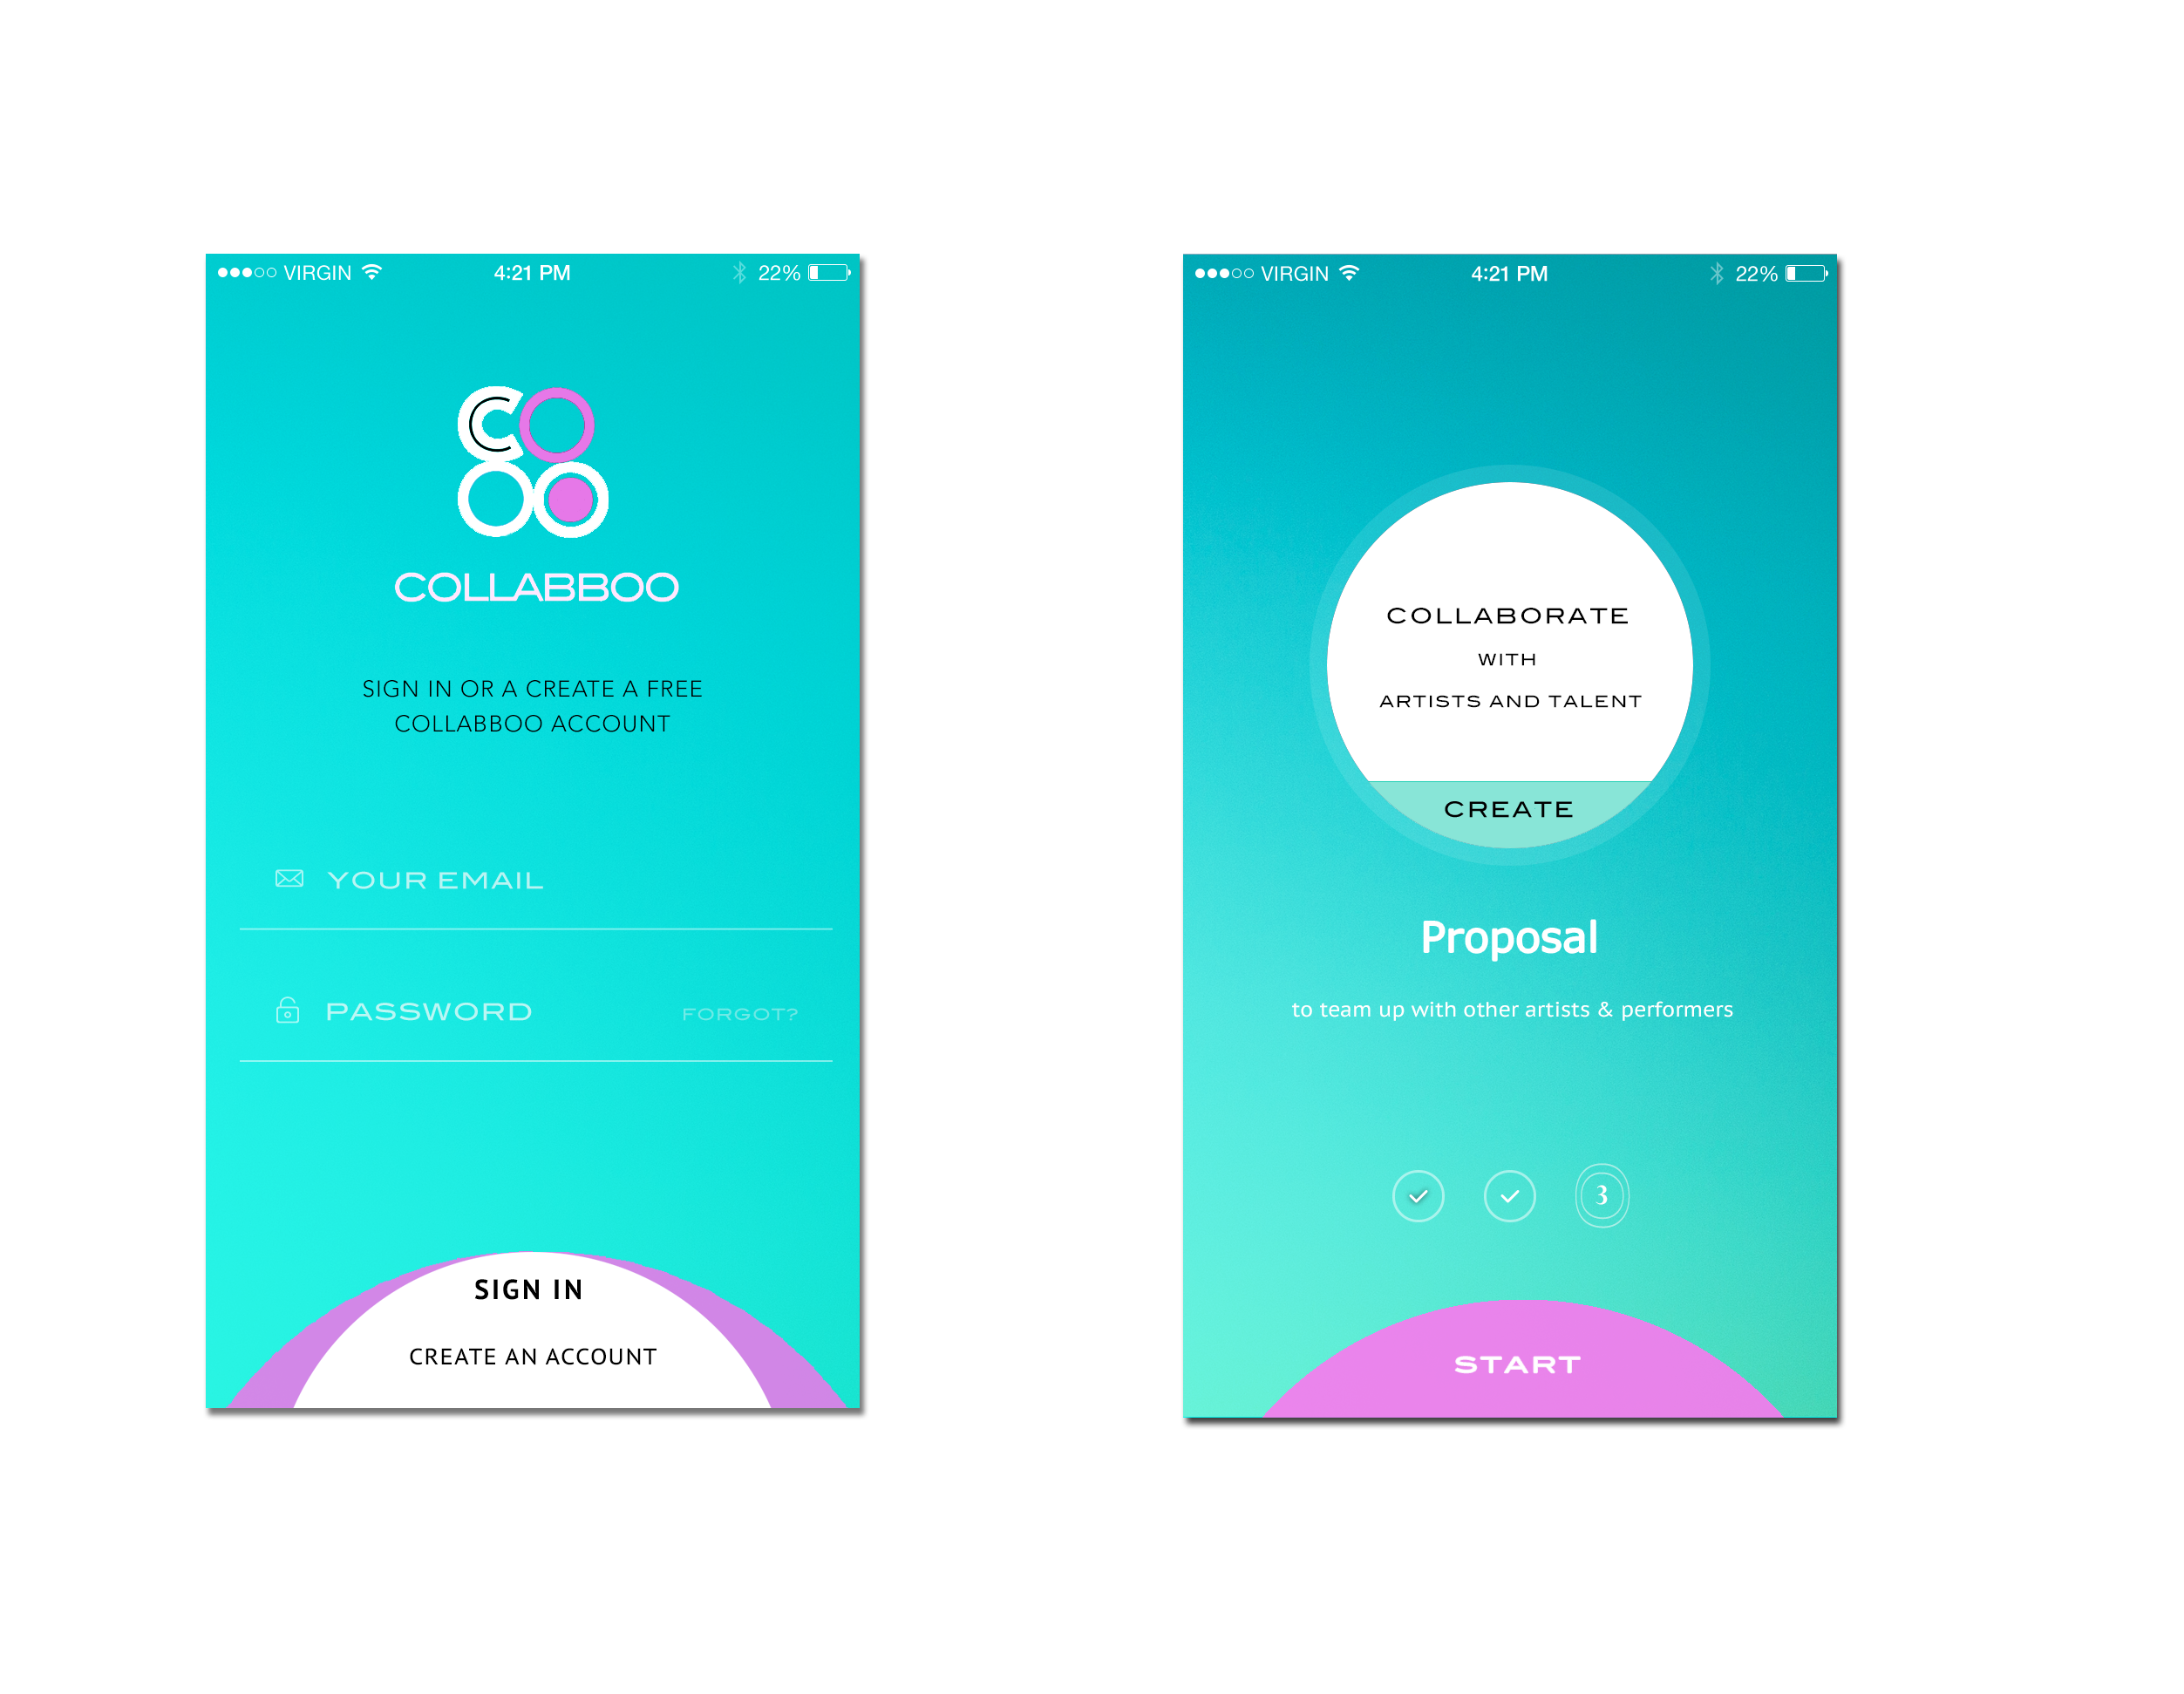 VIRGIN 4:21 PM 22%
CO
OO
COLLABBOO
SIGN IN OR A CREATE A FREE
COLLABBOO ACCOUNT
YOUR EMAIL
PASSWORD FORGOT?
SIGN IN
CREATE AN ACCOUNT
VIRGIN 4:21 PM 22%
COLLABORATE
WITH
ARTISTS AND TALENT
CREATE
Proposal
to team up with other artists & performers
3
START